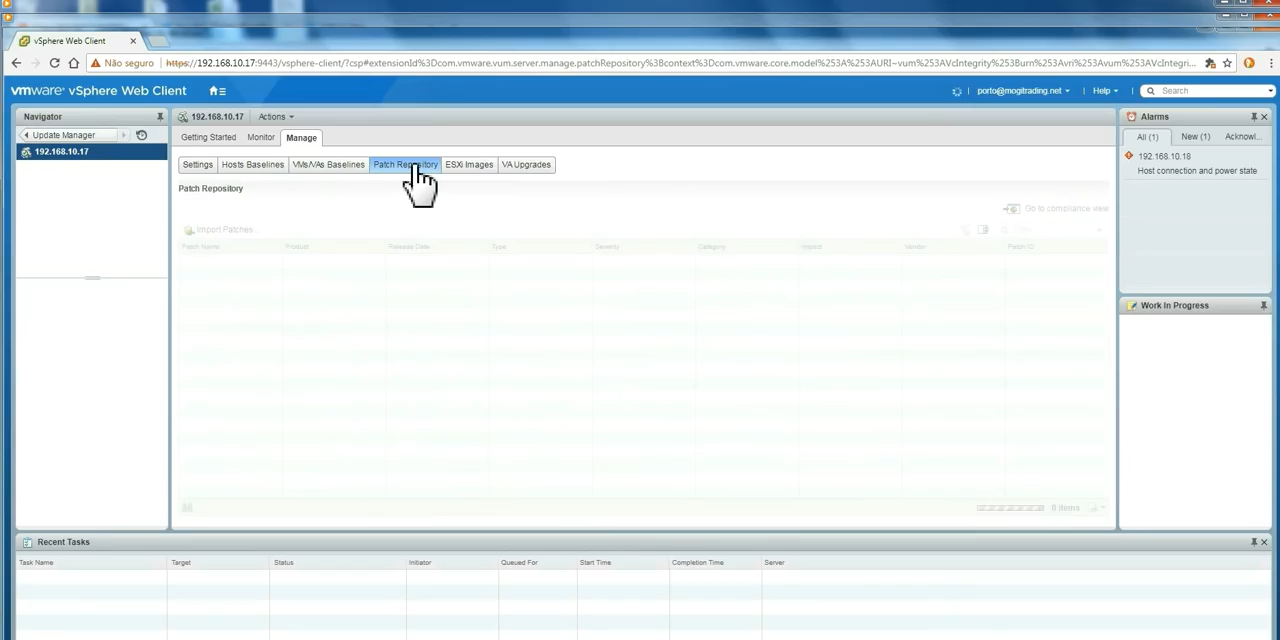 vSphere Web Client
Não seguro
https://192.168.10.17:9443/vsphere-client/?csp#extensionId%3Dcom.vmware.vum.server.manage.patchRepository%3Bcontext%3Dcom.vmware.core.model%253A%253AURI~vum%253AVcIntegrity%253Burn%253Avri%253Avum%253AVcIntegri...
vmware® vSphere Web Client
porto@mogitrading.net
Help
Search
Navigator
Update Manager
192.168.10.17
192.168.10.17
Actions
Getting Started
Monitor
Manage
Settings
Hosts Baselines
VMs/VAs Baselines
Patch Repository
ESXi Images
VA Upgrades
Patch Repository
Go to compliance view
Import Patches...
Patch Name
Product
Release Date
Type
Severity
Category
Impact
Vendor
Patch ID
0 items
Alarms
All (1)
New (1)
Acknowl...
192.168.10.18
Host connection and power state
Work In Progress
Recent Tasks
Task Name
Target
Status
Initiator
Queued For
Start Time
Completion Time
Server